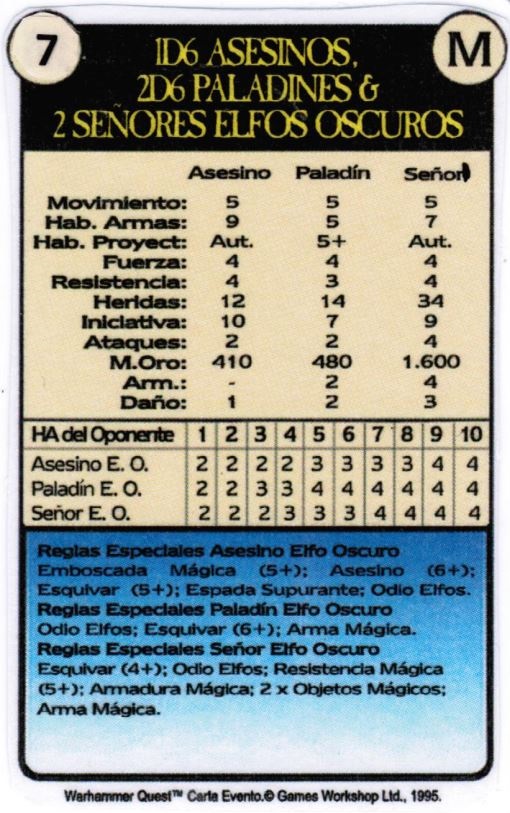 7
M
1D6 ASESINOS,
2D6 PALADINES &
2 SEÑORES ELFOS OSCUROS
Asesino Paladín Señor
Movimiento: 5 5 5
Hab. Armas: 9 5 7
Hab. Proyect: Aut. 5+ Aut.
Fuerza: 4 4 4
Resistencia: 4 3 4
Heridas: 12 14 34
Iniciativa: 10 7 9
Ataques: 2 2 4
M.Oro: 410 480 1.600
Arm.: - 2 4
Daño: 1 2 3
HA del Oponente 1 2 3 4 5 6 7 8 9 10
Asesino E. O. 2 2 2 2 3 3 3 3 4 4
Paladín E. O. 2 2 3 3 4 4 4 4 4 4
Señor E. O. 2 2 2 3 3 3 4 4 4 4
Reglas Especiales Asesino Elfo Oscuro
Emboscada Mágica (5+); Asesino (6+);
Esquivar (5+); Espada Supurante; Odio Elfos.
Reglas Especiales Paladín Elfo Oscuro
Odio Elfos; Esquivar (6+); Arma Mágica.
Reglas Especiales Señor Elfo Oscuro
Esquivar (4+); Odio Elfos; Resistencia Mágica
(5+); Armadura Mágica; 2 x Objetos Mágicos;
Arma Mágica.
Warhammer Quest™ Carta Evento.© Games Workshop Ltd., 1995.